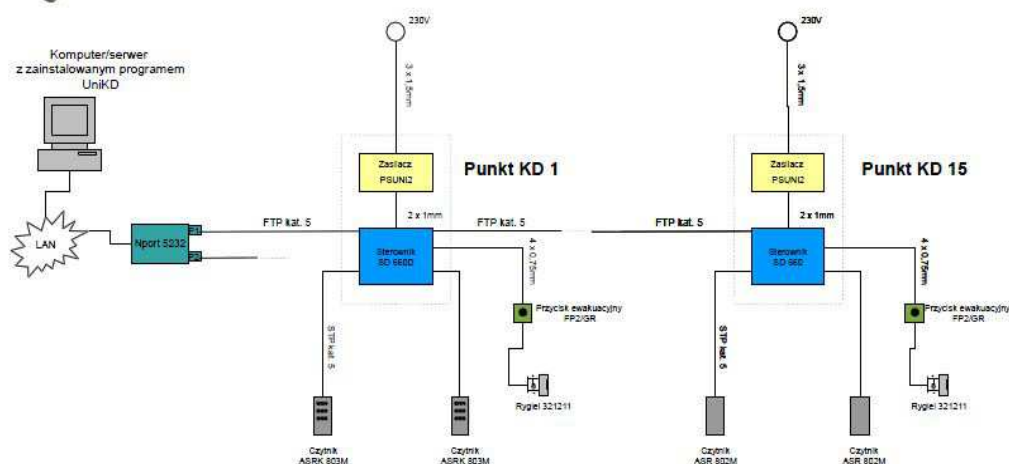 230V
230V
Komputer/serwer
z zainstalowanym programem
UniKD
3 x 1,5mm
3 x 1,5mm
Zasilacz
PSUNI2
Punkt KD 1
Zasilacz
PSUNI2
Punkt KD 15
LAN
Nport 5232
P1
P2
FTP kat. 5
2 x 1mm
FTP kat. 5
FTP kat. 5
2 x 1mm
Sterownik
SD 660D
4 x 0,75mm
Sterownik
SD 660
4 x 0,75mm
Przycisk ewakuacyjny
FP2/GR
Przycisk ewakuacyjny
FP2/GR
STP kat. 5
STP kat. 5
Rygiel 321211
Rygiel 321211
Czytnik
ASRK 803M
Czytnik
ASRK 803M
Czytnik
ASR 802M
Czytnik
ASR 802M